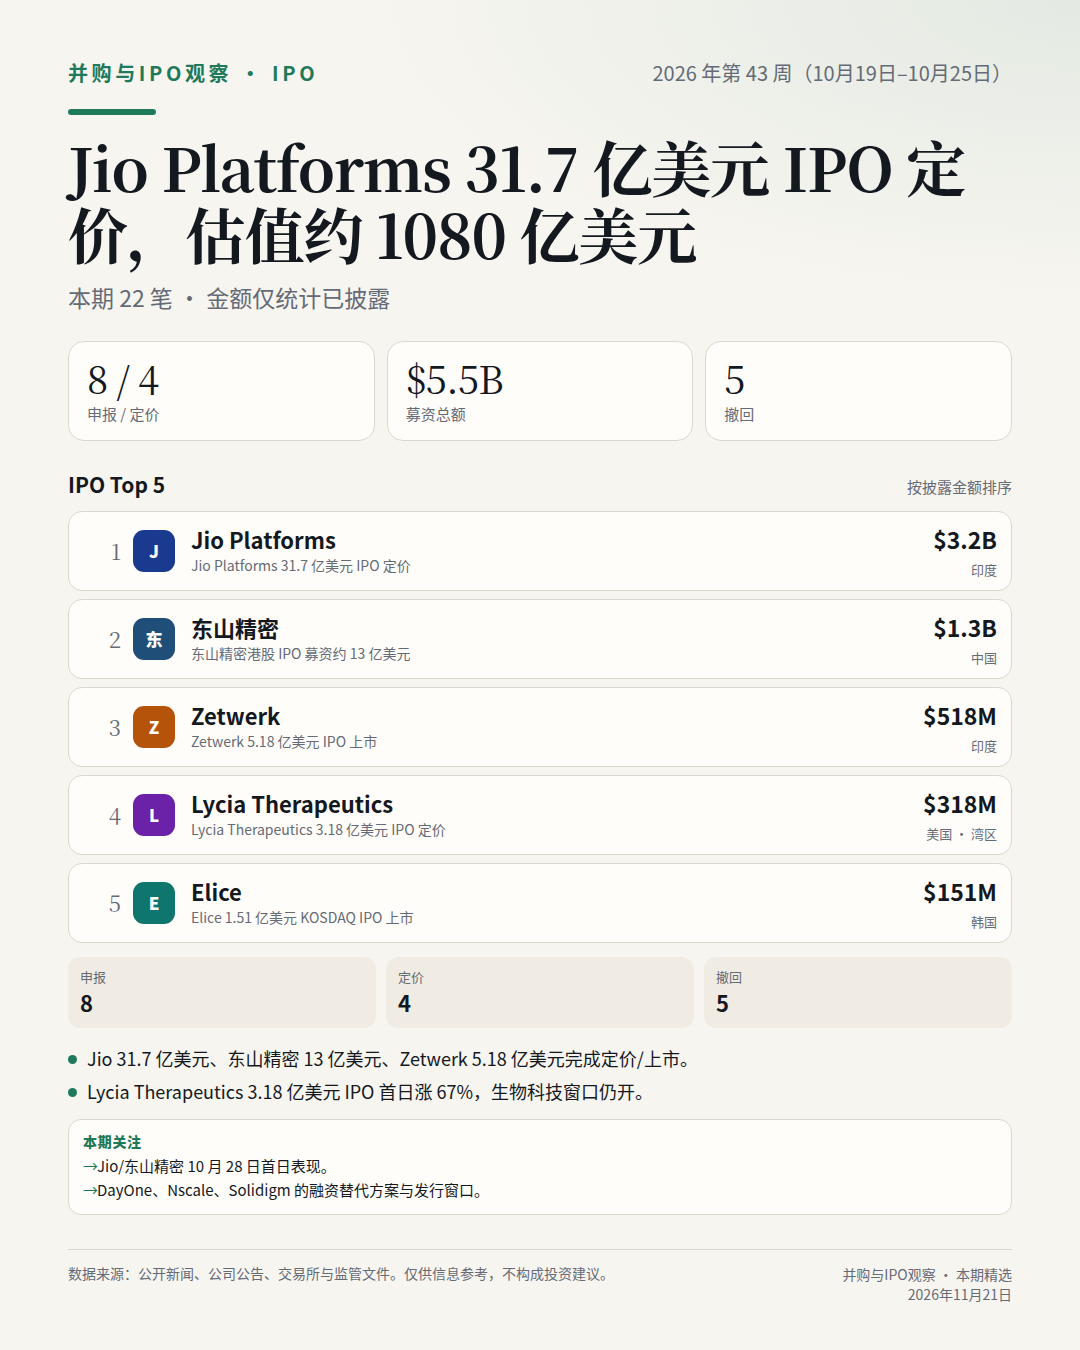 并购与IPO观察 · IPO
2026 年第 43 周（10月19日–10月25日）
Jio Platforms 31.7 亿美元 IPO 定
价，估值约 1080 亿美元
本期 22 笔 · 金额仅统计已披露
8 / 4
申报 / 定价
$5.5B
募资总额
5
撤回
IPO Top 5
按披露金额排序
1
J
Jio Platforms
Jio Platforms 31.7 亿美元 IPO 定价
$3.2B
印度
2
东
东山精密
东山精密港股 IPO 募资约 13 亿美元
$1.3B
中国
3
Z
Zetwerk
Zetwerk 5.18 亿美元 IPO 上市
$518M
印度
4
L
Lycia Therapeutics
Lycia Therapeutics 3.18 亿美元 IPO 定价
$318M
美国 · 湾区
5
E
Elice
Elice 1.51 亿美元 KOSDAQ IPO 上市
$151M
韩国
申报
8
定价
4
撤回
5
Jio 31.7 亿美元、东山精密 13 亿美元、Zetwerk 5.18 亿美元完成定价/上市。
Lycia Therapeutics 3.18 亿美元 IPO 首日涨 67%，生物科技窗口仍开。
本期关注
→Jio/东山精密 10 月 28 日首日表现。
→DayOne、Nscale、Solidigm 的融资替代方案与发行窗口。
数据来源：公开新闻、公司公告、交易所与监管文件。仅供信息参考，不构成投资建议。
并购与IPO观察 · 本期精选
2026年11月21日